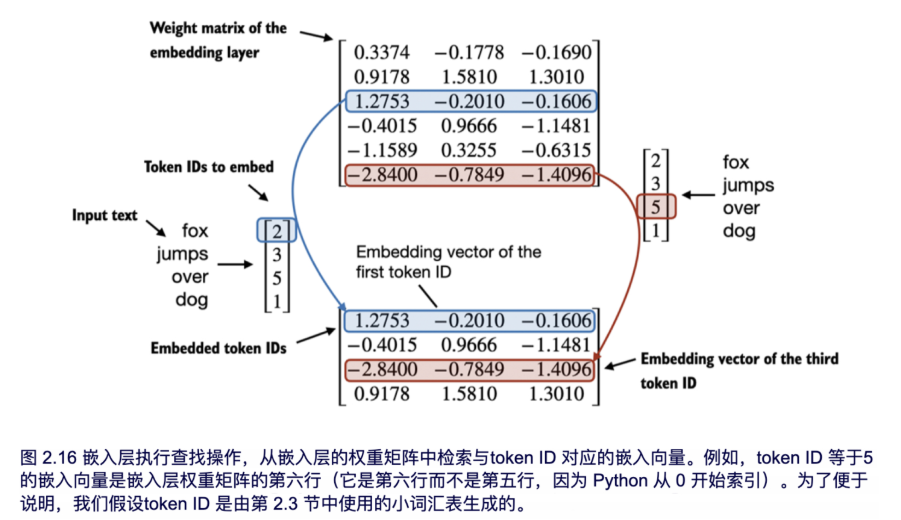 Weight matrix of the
embedding layer
0.3374 −0.1778 −0.1690
0.9178 1.5810 1.3010
1.2753 −0.2010 −0.1606
−0.4015 0.9666 −1.1481
−1.1589 0.3255 −0.6315
−2.8400 −0.7849 −1.4096
Token IDs to embed
Input text
fox
jumps
over
dog
2
3
5
1
2
3
5
1
fox
jumps
over
dog
Embedding vector of the
first token ID
Embedded token IDs
1.2753 −0.2010 −0.1606
−0.4015 0.9666 −1.1481
−2.8400 −0.7849 −1.4096
0.9178 1.5810 1.3010
Embedding vector of the third
token ID
图 2.16 嵌入层执行查找操作，从嵌入层的权重矩阵中检索与token ID 对应的嵌入向量。例如，token ID 等于5
的嵌入向量是嵌入层权重矩阵的第六行（它是第六行而不是第五行，因为 Python 从 0 开始索引）。为了便于
说明，我们假设token ID 是由第 2.3 节中使用的小词汇表生成的。